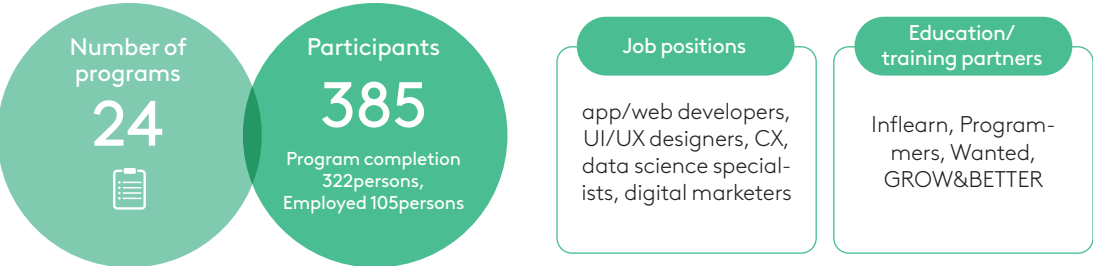 Number of
programs
24
Participants
385
Program completion
322persons,
Employed 105persons
Job positions
app/web developers,
UI/UX designers, CX,
data science special-
ists, digital marketers
Education/
training partners
Inflearn, Program-
mers, Wanted,
GROW&BETTER